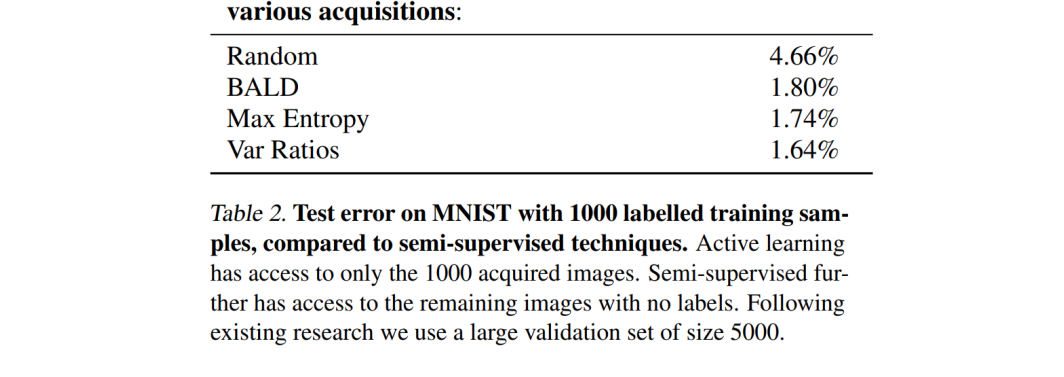 various acquisitions:
Random 4.66%
BALD 1.80%
Max Entropy 1.74%
Var Ratios 1.64%
Table 2. Test error on MNIST with 1000 labelled training sam-
ples, compared to semi-supervised techniques. Active learning
has access to only the 1000 acquired images. Semi-supervised fur-
ther has access to the remaining images with no labels. Following
existing research we use a large validation set of size 5000.